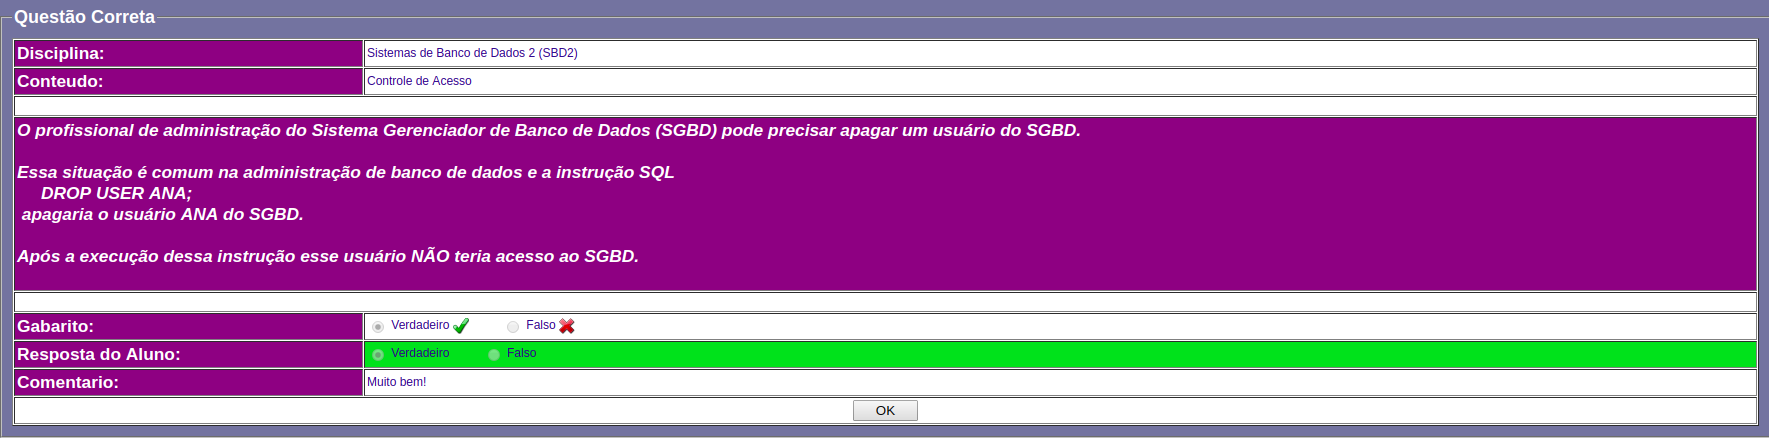 Questão Correta
Disciplina: Sistemas de Banco de Dados 2 (SBD2)
Conteudo: Controle de Acesso
O profissional de administração do Sistema Gerenciador de Banco de Dados (SGBD) pode precisar apagar um usuário do SGBD.
Essa situação é comum na administração de banco de dados e a instrução SQL
DROP USER ANA;
apagaria o usuário ANA do SGBD.
Após a execução dessa instrução esse usuário NÃO teria acesso ao SGBD.
Gabarito: Verdadeiro Falso
Resposta do Aluno: Verdadeiro Falso
Comentario: Muito bem!
OK